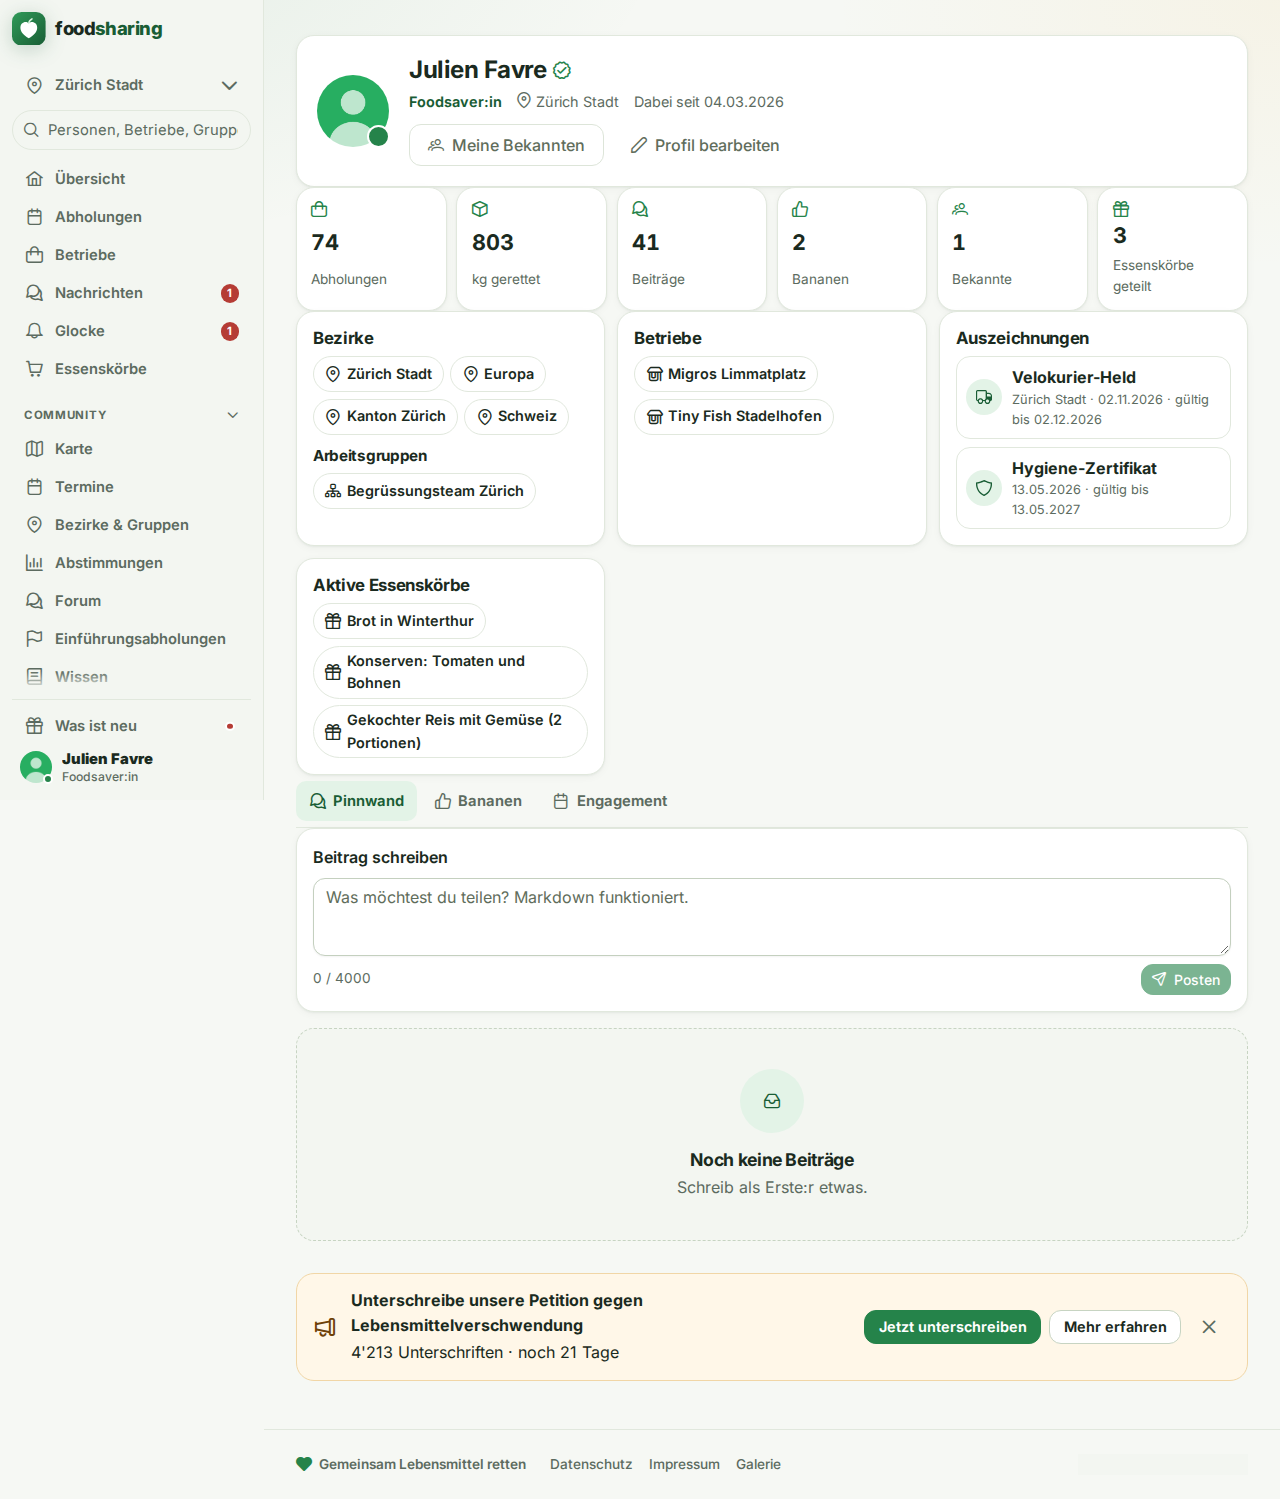 foodsharing
Zürich Stadt
Personen, Betriebe, Grupp
Übersicht
Abholungen
Betriebe
Nachrichten 1
Glocke 1
Essenskörbe
COMMUNITY
Karte
Termine
Bezirke & Gruppen
Abstimmungen
Forum
Einführungsabholungen
Wissen
Was ist neu
Julien Favre
Foodsaver:in
Julien Favre
Foodsaver:in Zürich Stadt Dabei seit 04.03.2026
Meine Bekannten Profil bearbeiten
74
Abholungen
803
kg gerettet
41
Beiträge
2
Bananen
1
Bekannte
3
Essenskörbe
geteilt
Bezirke
Zürich Stadt Europa
Kanton Zürich Schweiz
Arbeitsgruppen
Begrüssungsteam Zürich
Betriebe
Migros Limmatplatz
Tiny Fish Stadelhofen
Auszeichnungen
Velokurier-Held
Zürich Stadt · 02.11.2026 · gültig
bis 02.12.2026
Hygiene-Zertifikat
13.05.2026 · gültig bis
13.05.2027
Aktive Essenskörbe
Brot in Winterthur
Konserven: Tomaten und
Bohnen
Gekochter Reis mit Gemüse (2
Portionen)
Pinnwand Bananen Engagement
Beitrag schreiben
Was möchtest du teilen? Markdown funktioniert.
0 / 4000 Posten
Noch keine Beiträge
Schreib als Erste:r etwas.
Unterschreibe unsere Petition gegen
Lebensmittelverschwendung
4'213 Unterschriften · noch 21 Tage
Jetzt unterschreiben Mehr erfahren
Gemeinsam Lebensmittel retten Datenschutz Impressum Galerie